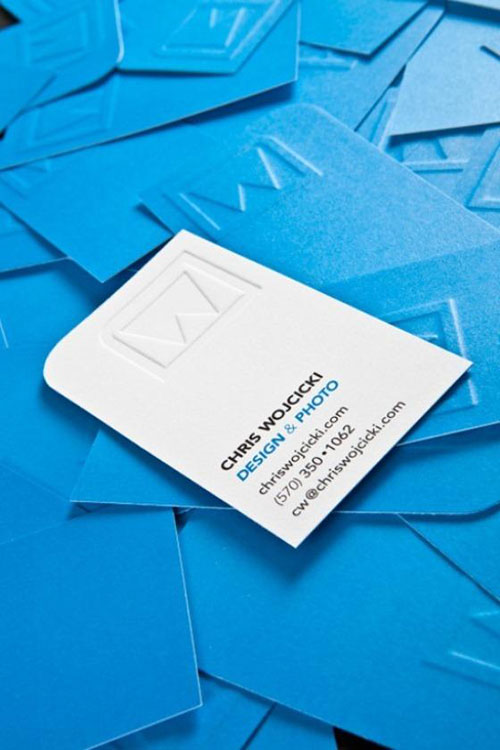 CHRIS WOJCICKI
DESIGN & PHOTO
chriswojcicki.com
(570) 350•1062
cw@chriswojcicki.com